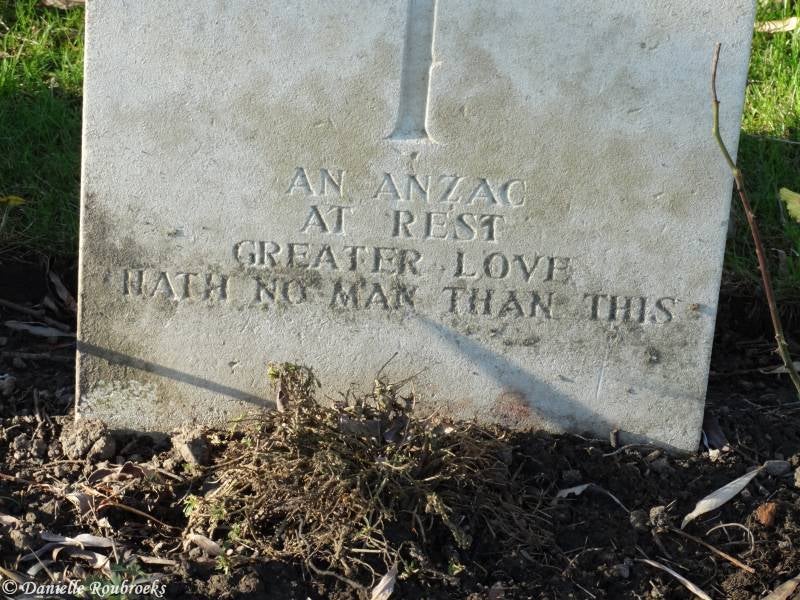 AN ANZAC
AT REST
GREATER LOVE
HATH NO MAN THAN THIS
© Danielle Roubroeks